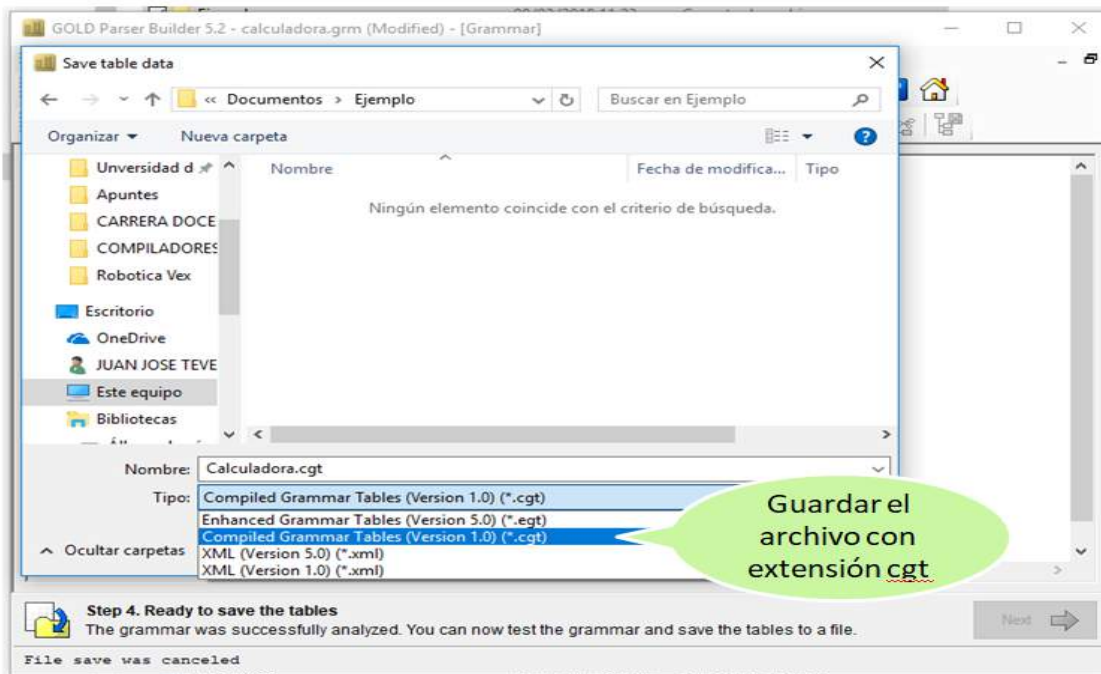 GOLD Parser Builder 5.2 - calculadora.grm (Modified) - [Grammar]
Save table data
« Documentos › Ejemplo
Buscar en Ejemplo
Organizar
Nueva carpeta
Unversidad d
Apuntes
CARRERA DOCE
COMPILADORES
Robotica Vex
Escritorio
OneDrive
JUAN JOSE TEVE
Este equipo
Bibliotecas
Nombre
Fecha de modifica...
Tipo
Ningún elemento coincide con el criterio de búsqueda.
Nombre: Calculadora.cgt
Tipo: Compiled Grammar Tables (Version 1.0) (*.cgt)
Enhanced Grammar Tables (Version 5.0) (*.egt)
Compiled Grammar Tables (Version 1.0) (*.cgt)
XML (Version 5.0) (*.xml)
XML (Version 1.0) (*.xml)
Ocultar carpetas
Guardar el
archivo con
extensión cgt
Step 4. Ready to save the tables
The grammar was successfully analyzed. You can now test the grammar and save the tables to a file.
Next
File save was canceled